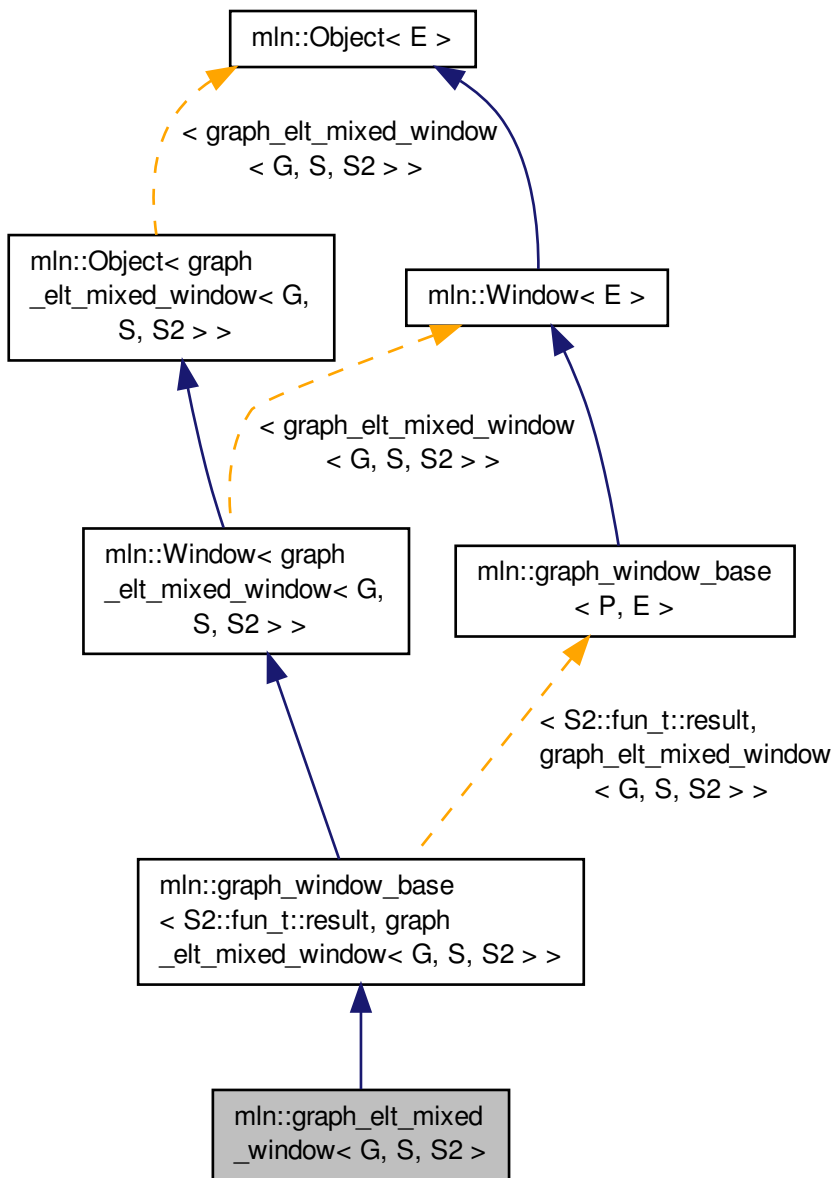 mln::Object< E >
< graph_elt_mixed_window
< G, S, S2 > >
mln::Object< graph
_elt_mixed_window< G,
S, S2 > >
mln::Window< E >
< graph_elt_mixed_window
< G, S, S2 > >
mln::Window< graph
_elt_mixed_window< G,
S, S2 > >
mln::graph_window_base
< P, E >
< S2::fun_t::result,
graph_elt_mixed_window
< G, S, S2 > >
mln::graph_window_base
< S2::fun_t::result, graph
_elt_mixed_window< G, S, S2 > >
mln::graph_elt_mixed
_window< G, S, S2 >